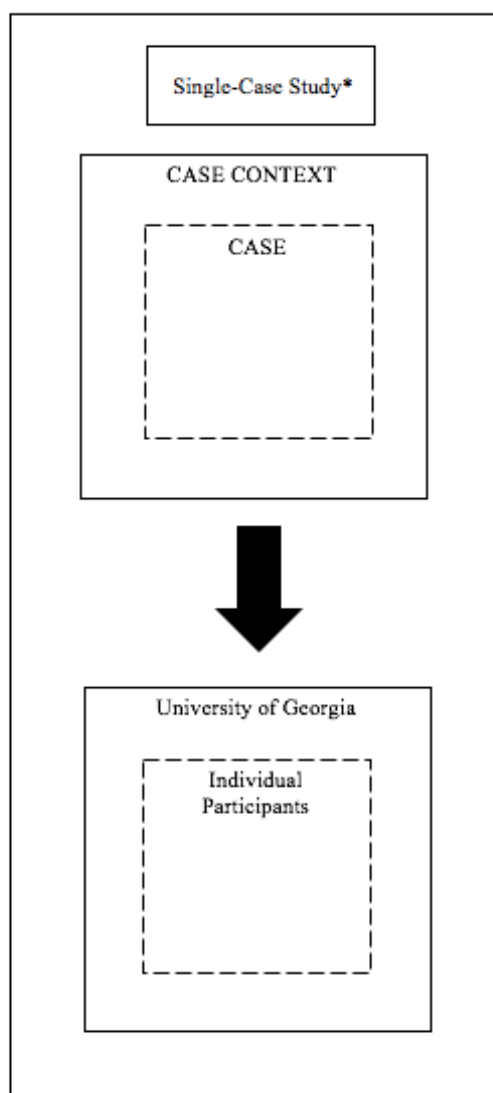 Single-Case Study*
CASE CONTEXT
CASE
University of Georgia
Individual
Participants